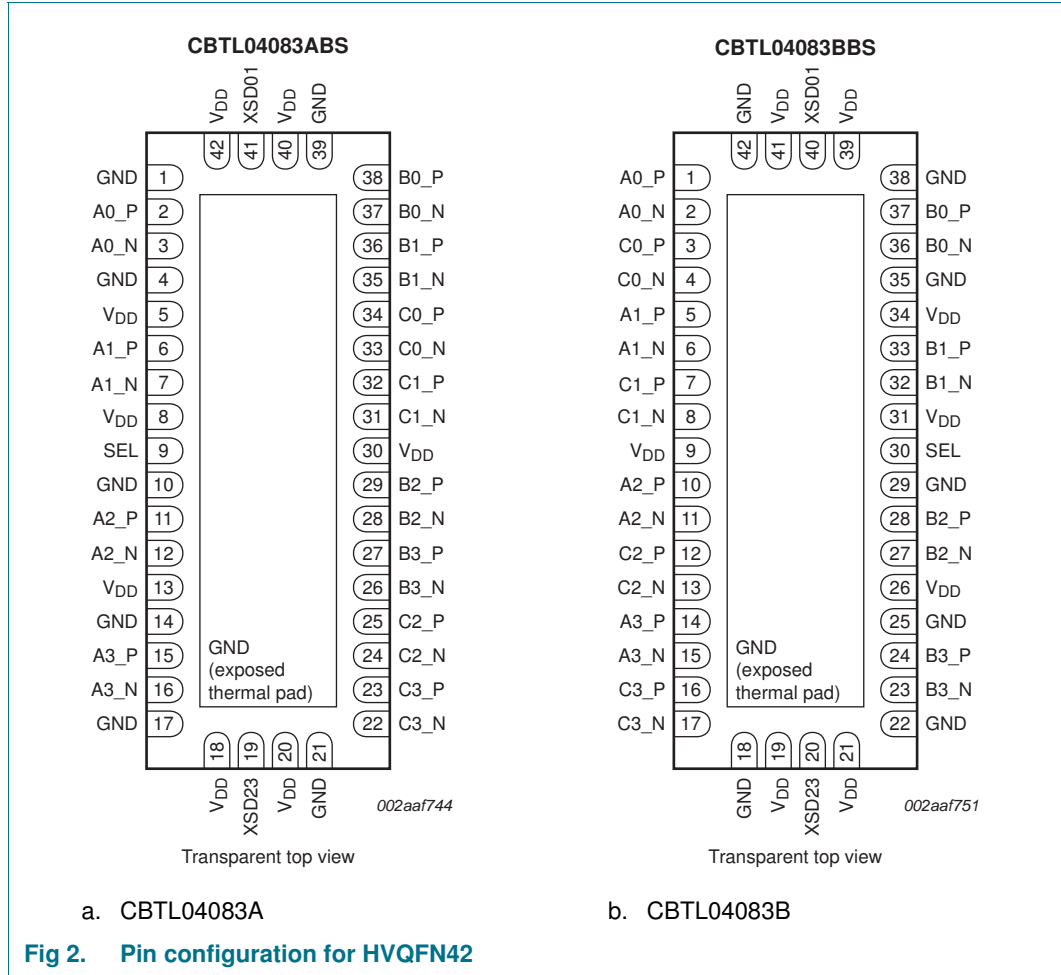 CBTL04083ABS
VDD XSD01 VDD GND
42 41 40 39
GND 1 38 B0_P
A0_P 2 37 B0_N
A0_N 3 36 B1_P
GND 4 35 B1_N
VDD 5 34 C0_P
A1_P 6 33 C0_N
A1_N 7 32 C1_P
VDD 8 31 C1_N
SEL 9 30 VDD
GND 10 29 B2_P
A2_P 11 28 B2_N
A2_N 12 27 B3_P
VDD 13 26 B3_N
GND 14 25 C2_P
A3_P 15 24 C2_N
A3_N 16 23 C3_P
GND 17 22 C3_N
GND
(exposed
thermal pad)
18 19 20 21
VDD XSD23 VDD GND
002aaf744
Transparent top view
a. CBTL04083A
CBTL04083BBS
GND VDD XSD01 VDD
42 41 40 39
A0_P 1 38 GND
A0_N 2 37 B0_P
C0_P 3 36 B0_N
C0_N 4 35 GND
A1_P 5 34 VDD
A1_N 6 33 B1_P
C1_P 7 32 B1_N
C1_N 8 31 VDD
VDD 9 30 SEL
A2_P 10 29 GND
A2_N 11 28 B2_P
C2_P 12 27 B2_N
C2_N 13 26 VDD
A3_P 14 25 GND
A3_N 15 24 B3_P
C3_P 16 23 B3_N
C3_N 17 22 GND
GND
(exposed
thermal pad)
18 19 20 21
GND VDD XSD23 VDD
002aaf751
Transparent top view
b. CBTL04083B
Fig 2. Pin configuration for HVQFN42